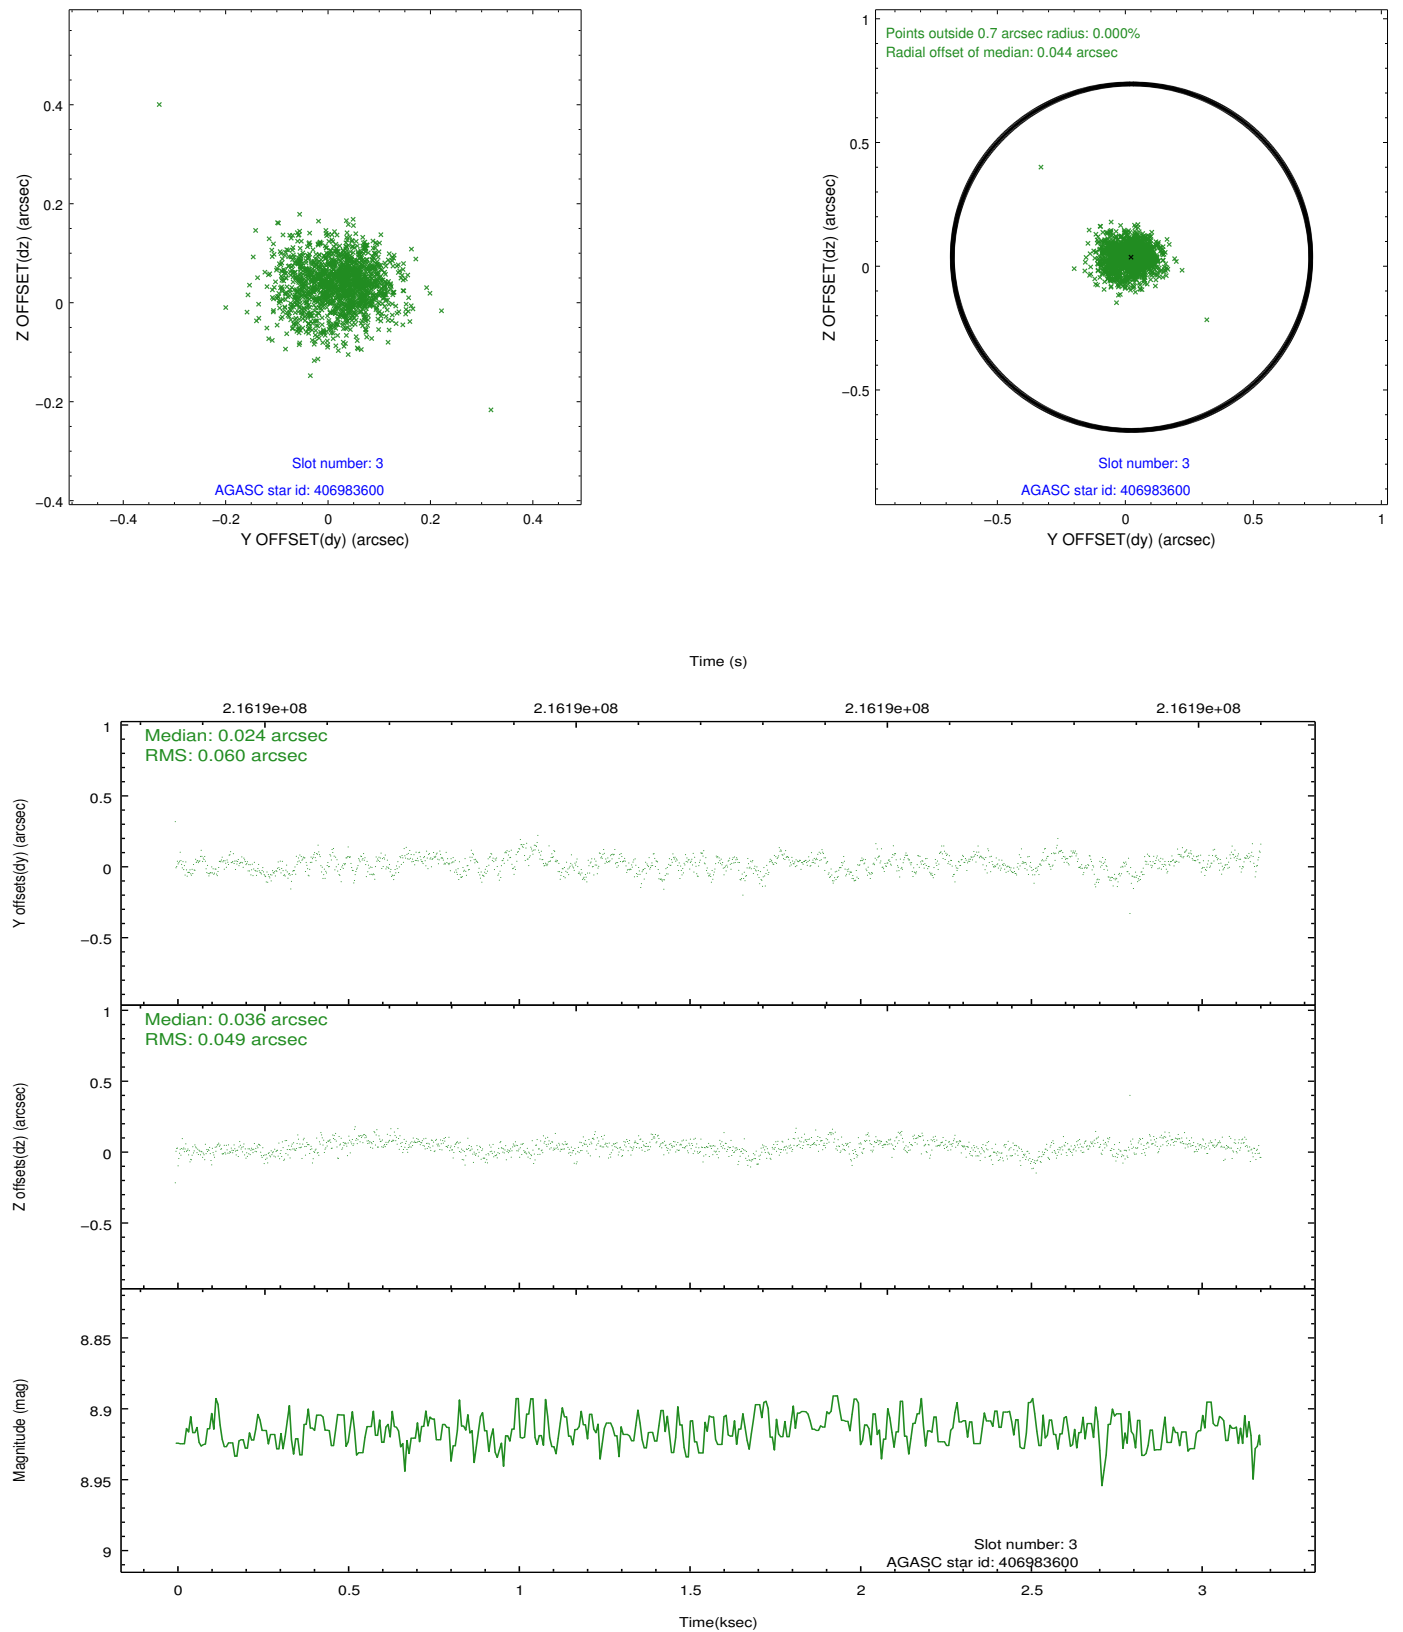 0.4
0.2
0
−0.2
−0.4
Z OFFSET(dz) (arcsec)
−0.4
−0.2
0
0.2
0.4
Y OFFSET(dy) (arcsec)
Slot number: 3
AGASC star id: 406983600
1
0.5
0
−0.5
Z OFFSET(dz) (arcsec)
Points outside 0.7 arcsec radius: 0.000%
Radial offset of median: 0.044 arcsec
Slot number: 3
AGASC star id: 406983600
−0.5
0
0.5
1
Y OFFSET(dy) (arcsec)
Time (s)
2.1619e+08
2.1619e+08
2.1619e+08
2.1619e+08
1
0.5
0
−0.5
Y offsets(dy) (arcsec)
Median: 0.024 arcsec
RMS: 0.060 arcsec
1
0.5
0
−0.5
Z offsets(dz) (arcsec)
Median: 0.036 arcsec
RMS: 0.049 arcsec
8.85
8.9
8.95
9
Magnitude (mag)
Slot number: 3
AGASC star id: 406983600
0
0.5
1
1.5
2
2.5
3
Time(ksec)